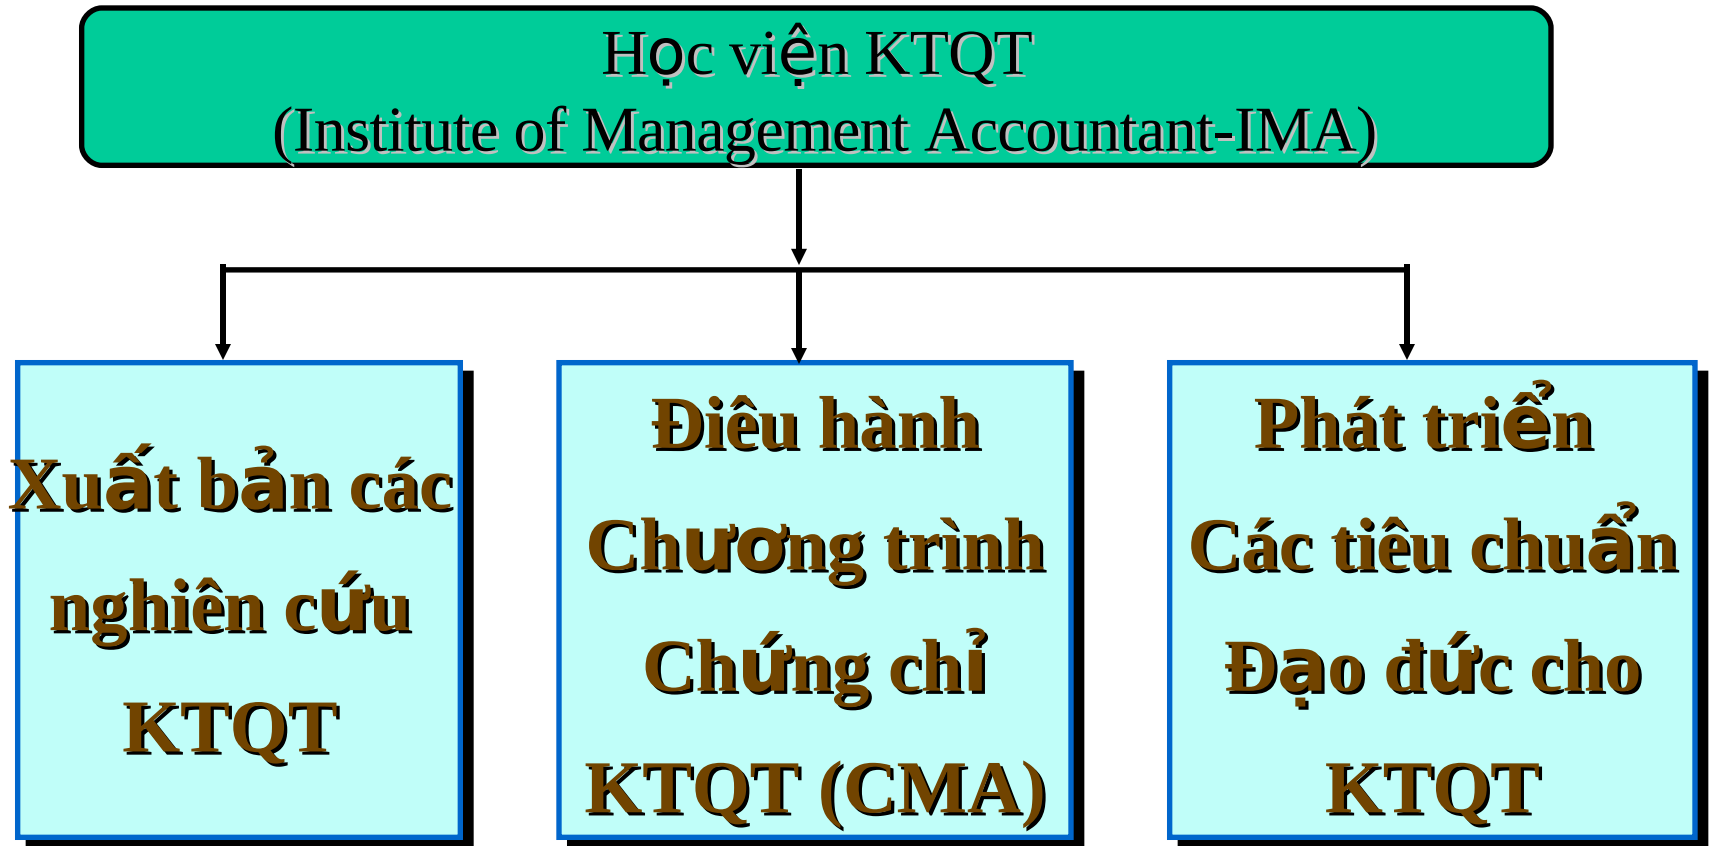 Học viện KTQT
(Institute of Management Accountant-IMA)
Xuất bản các
nghiên cứu
KTQT
Điêu hành
Chương trình
Chứng chỉ
KTQT (CMA)
Phát triển
Các tiêu chuẩn
Đạo đức cho
KTQT